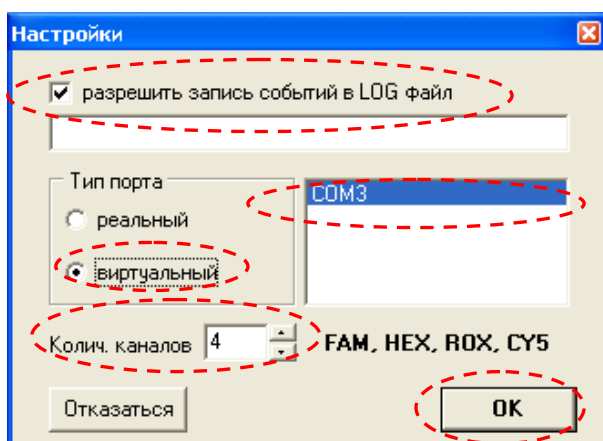 Настройки
разрешить запись событий в LOG файл
Тип порта
COM3
реальный
виртуальный
Колич. каналов 4 FAM, HEX, ROX, CY5
Отказаться OK